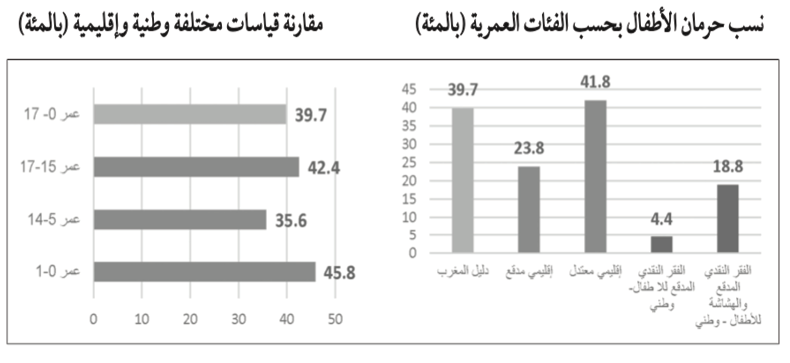 نسب حرمان الأطفال بحسب الفئات العمرية (بالمئة)
45
40
35
30
25
20
15
10
5
0
39.7
23.8
41.8
4.4
18.8
دليل المغرب
إقليمي مدقع
إقليمي معتدل
الفقر النقدي
المدقع للاطفال-
وطني
الفقر النقدي
المدقع
والهشاشة
للأطفال - وطني
مقارنة قياسات مختلفة وطنية وإقليمية (بالمئة)
عمر 0- 17
39.7
عمر 15-17
42.4
عمر 5-14
35.6
عمر 0-1
45.8
0
10
20
30
40
50